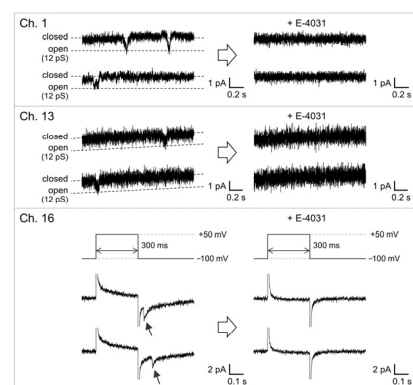 Ch. 1
+ E-4031
closed
open
(12 pS)
closed
open
(12 pS)
1 pA
0.2 s
1 pA
0.2 s
Ch. 13
+ E-4031
closed
open
(12 pS)
closed
open
(12 pS)
1 pA
0.2 s
1 pA
0.2 s
Ch. 16
+ E-4031
+50 mV
+50 mV
300 ms
300 ms
−100 mV
−100 mV
2 pA
0.1 s
2 pA
0.1 s